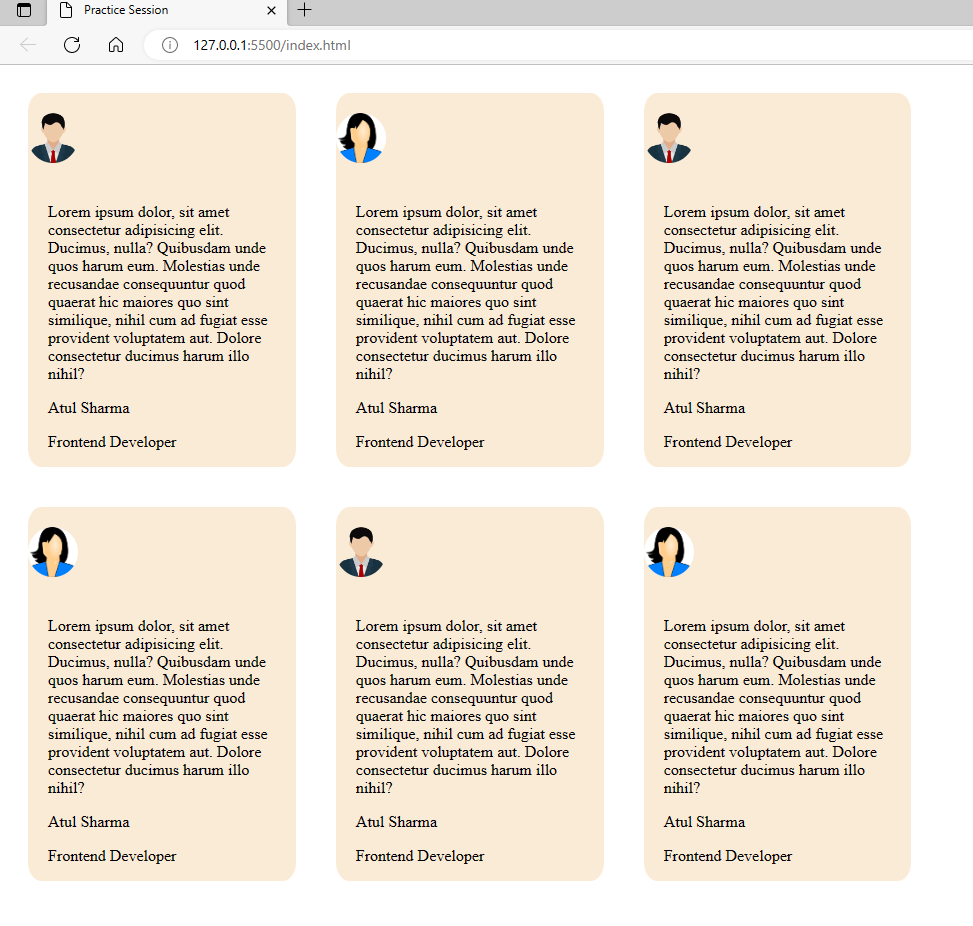 Practice Session
127.0.0.1:5500/index.html
Lorem ipsum dolor, sit amet
consectetur adipisicing elit.
Ducimus, nulla? Quibusdam unde
quos harum eum. Molestias unde
recusandae consequuntur quod
quaerat hic maiores quo sint
similique, nihil cum ad fugiat esse
provident voluptatem aut. Dolore
consectetur ducimus harum illo
nihil?
Atul Sharma
Frontend Developer
Lorem ipsum dolor, sit amet
consectetur adipisicing elit.
Ducimus, nulla? Quibusdam unde
quos harum eum. Molestias unde
recusandae consequuntur quod
quaerat hic maiores quo sint
similique, nihil cum ad fugiat esse
provident voluptatem aut. Dolore
consectetur ducimus harum illo
nihil?
Atul Sharma
Frontend Developer
Lorem ipsum dolor, sit amet
consectetur adipisicing elit.
Ducimus, nulla? Quibusdam unde
quos harum eum. Molestias unde
recusandae consequuntur quod
quaerat hic maiores quo sint
similique, nihil cum ad fugiat esse
provident voluptatem aut. Dolore
consectetur ducimus harum illo
nihil?
Atul Sharma
Frontend Developer
Lorem ipsum dolor, sit amet
consectetur adipisicing elit.
Ducimus, nulla? Quibusdam unde
quos harum eum. Molestias unde
recusandae consequuntur quod
quaerat hic maiores quo sint
similique, nihil cum ad fugiat esse
provident voluptatem aut. Dolore
consectetur ducimus harum illo
nihil?
Atul Sharma
Frontend Developer
Lorem ipsum dolor, sit amet
consectetur adipisicing elit.
Ducimus, nulla? Quibusdam unde
quos harum eum. Molestias unde
recusandae consequuntur quod
quaerat hic maiores quo sint
similique, nihil cum ad fugiat esse
provident voluptatem aut. Dolore
consectetur ducimus harum illo
nihil?
Atul Sharma
Frontend Developer
Lorem ipsum dolor, sit amet
consectetur adipisicing elit.
Ducimus, nulla? Quibusdam unde
quos harum eum. Molestias unde
recusandae consequuntur quod
quaerat hic maiores quo sint
similique, nihil cum ad fugiat esse
provident voluptatem aut. Dolore
consectetur ducimus harum illo
nihil?
Atul Sharma
Frontend Developer